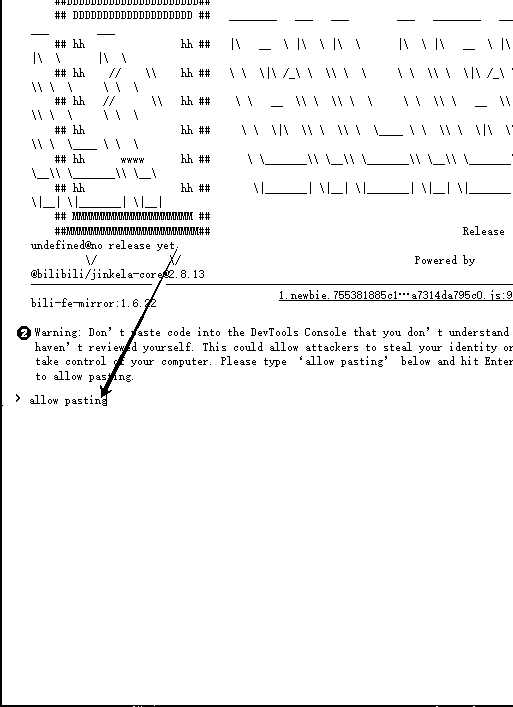 ##DDDDDDDDDDDDDDDDDDDDDD##
## DDDDDDDDDDDDDDDDDDDD ##
## hh hh ##
## hh // \\ hh ##
## hh // \\ hh ##
## hh hh ##
## hh wwww hh ##
## hh hh ##
## MMMMMMMMMMMMMMMMMMMM ##
##MMMMMMMMMMMMMMMMMMMMMM## Release
undefined@no release yet.
\/ \/ Powered by
@bilibili/jinkela-core@2.8.13
bili-fe-mirror:1.6.22 1.newbie.755381885c1…a7314da795c0.js:9
2 Warning: Don’t paste code into the DevTools Console that you don’t understand
haven’t reviewed yourself. This could allow attackers to steal your identity or
take control of your computer. Please type ‘allow pasting’ below and hit Enter
to allow pasting.
> allow pasting